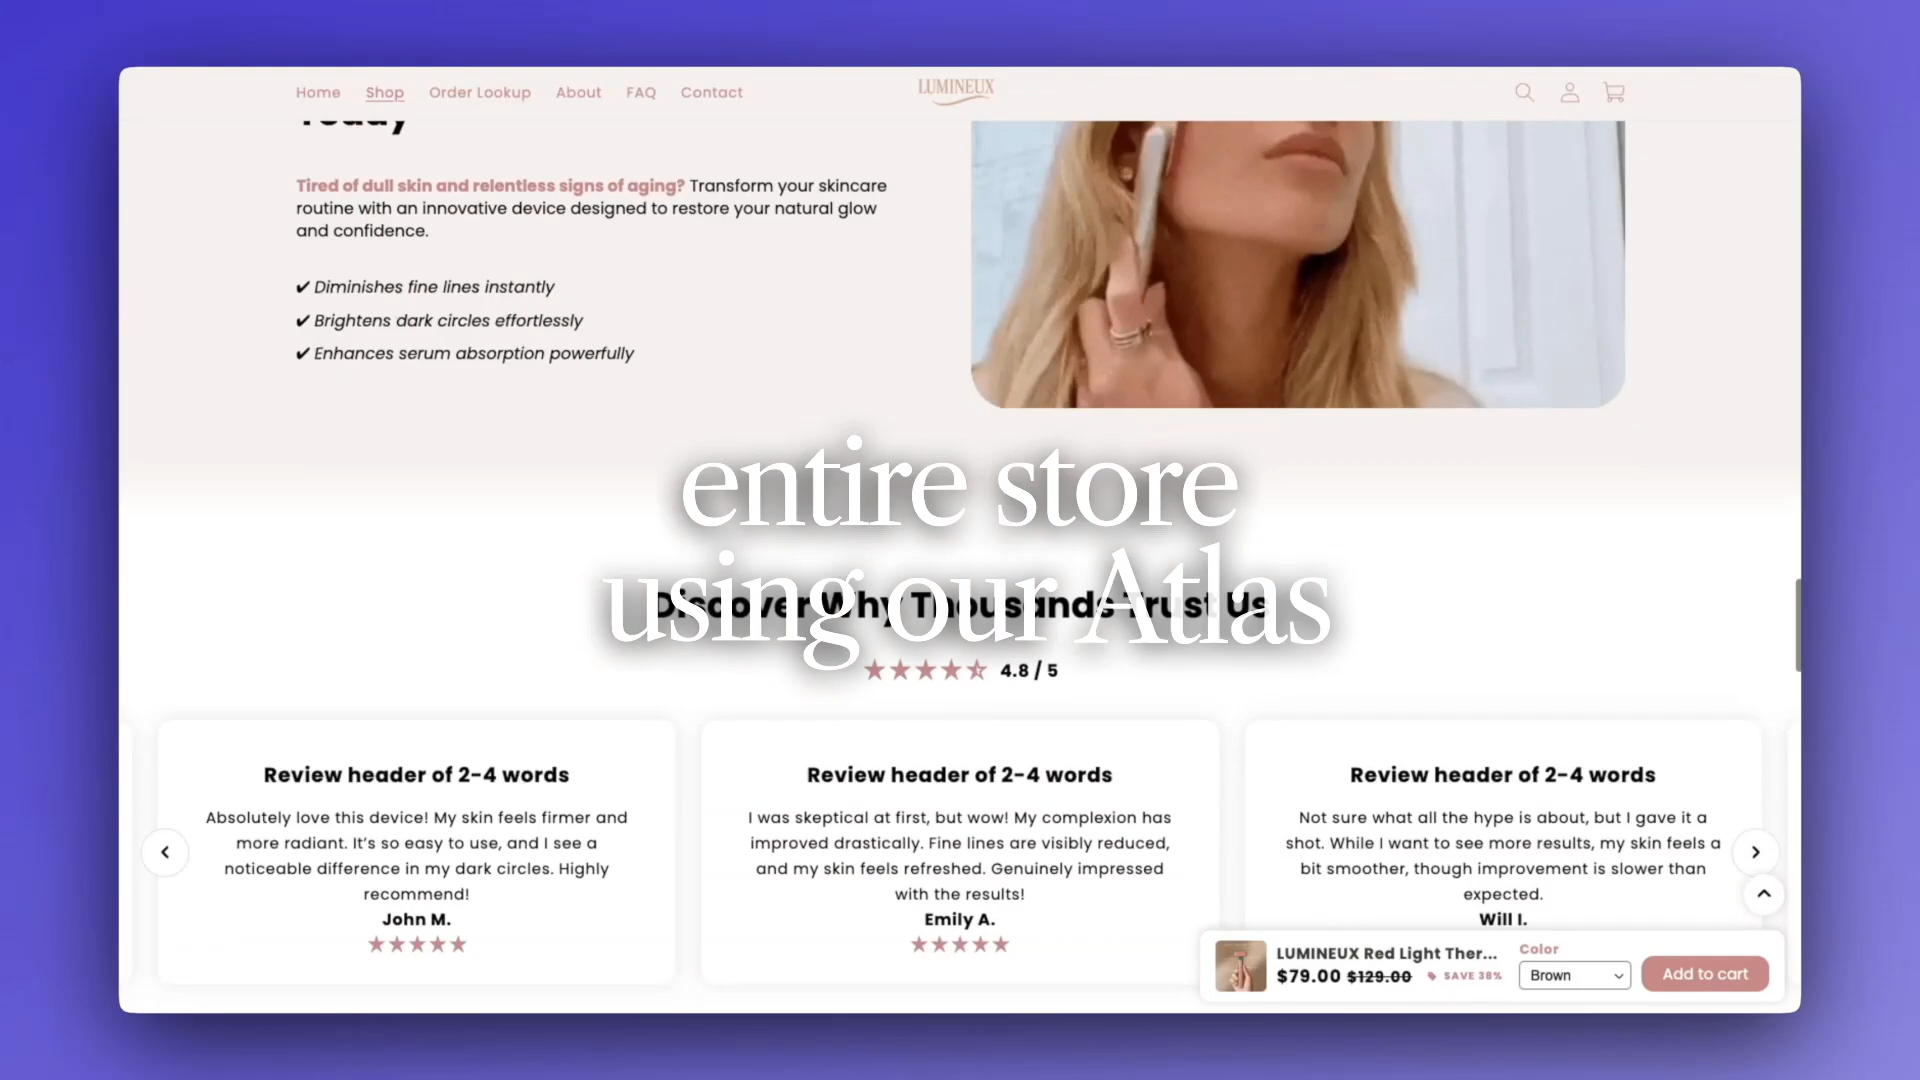 Home Shop Order Lookup About FAQ Contact
LUMINEUX
Today
Tired of dull skin and relentless signs of aging? Transform your skincare
routine with an innovative device designed to restore your natural glow
and confidence.
✔ Diminishes fine lines instantly
✔ Brightens dark circles effortlessly
✔ Enhances serum absorption powerfully
entire store
using our Atlas
Discover Why Thousands Trust Us
4.8 / 5
Review header of 2-4 words
Absolutely love this device! My skin feels firmer and
more radiant. It’s so easy to use, and I see a
noticeable difference in my dark circles. Highly
recommend!
John M.
Review header of 2-4 words
I was skeptical at first, but wow! My complexion has
improved drastically. Fine lines are visibly reduced,
and my skin feels refreshed. Genuinely impressed
with the results!
Emily A.
Review header of 2-4 words
Not sure what all the hype is about, but I gave it a
shot. While I want to see more results, my skin feels a
bit smoother, though improvement is slower than
expected.
Will I.
LUMINEUX Red Light Ther...
$79.00 $129.00 SAVE 38%
Color
Brown
Add to cart